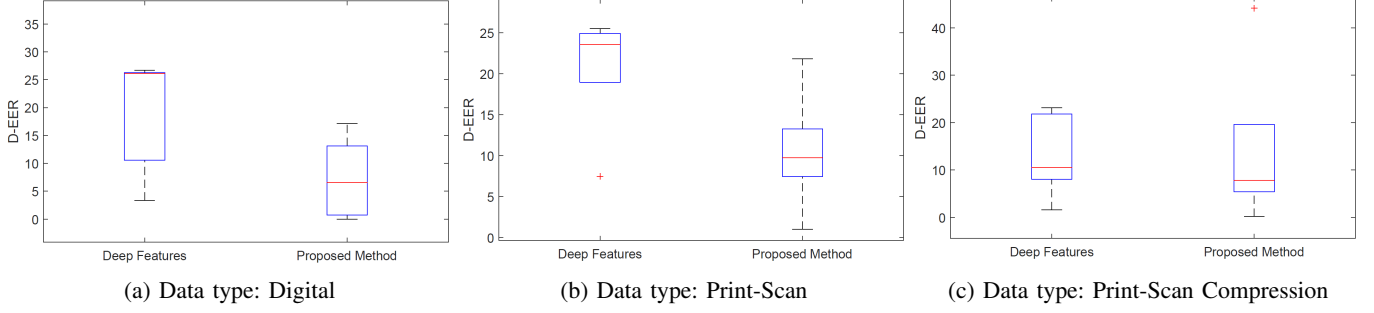 35
30
25
20
15
10
5
0
D-EER
Deep Features
Proposed Method
(a) Data type: Digital
25
20
15
10
5
0
D-EER
Deep Features
Proposed Method
(b) Data type: Print-Scan
40
30
20
10
0
D-EER
Deep Features
Proposed Method
(c) Data type: Print-Scan Compression